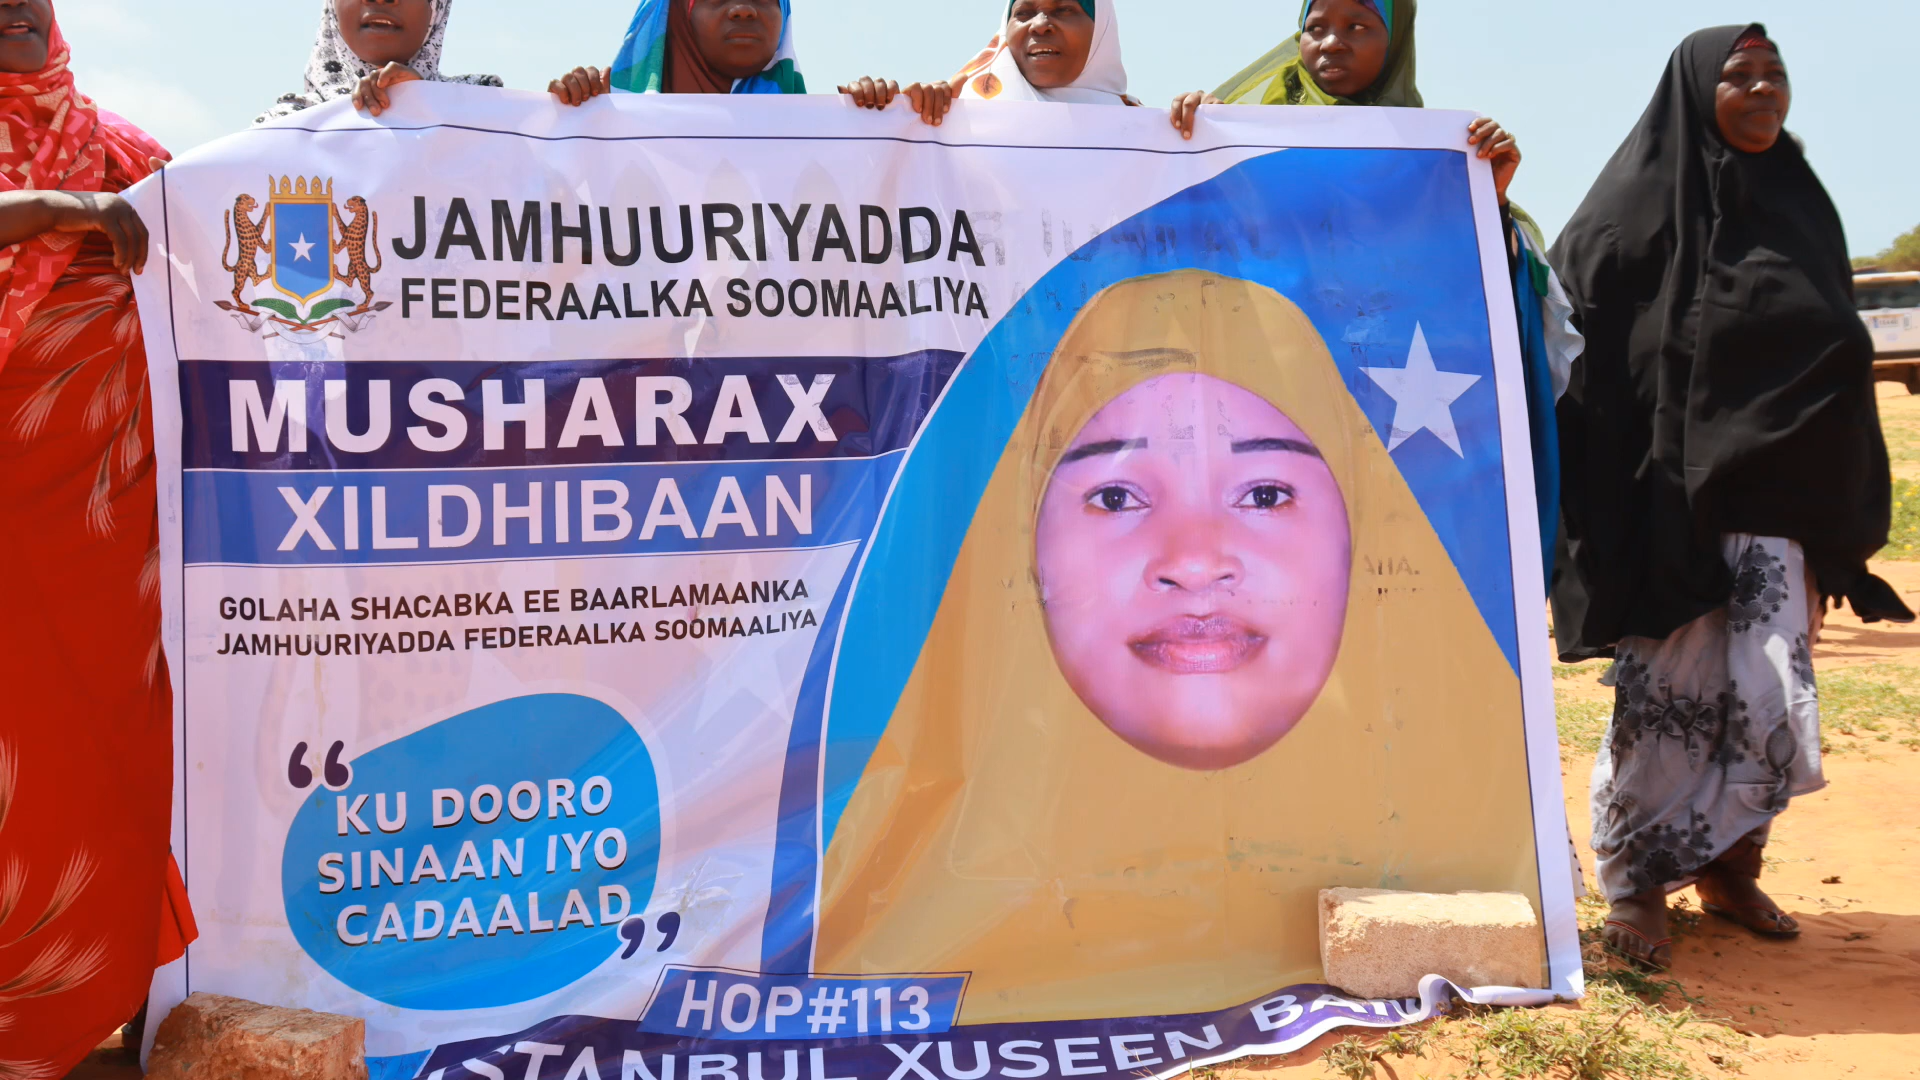 JAMHUURIYADDA
FEDERAALKA SOOMAALIYA
MUSHARAX
XILDHIBAAN
GOLAHA SHACABKA EE BAARLAMAANKA
JAMHUURIYADDA FEDERAALKA SOOMAALIYA
“KU DOORO
SINAAN IYO
CADAALAD”
HOP#113
XUSEEN